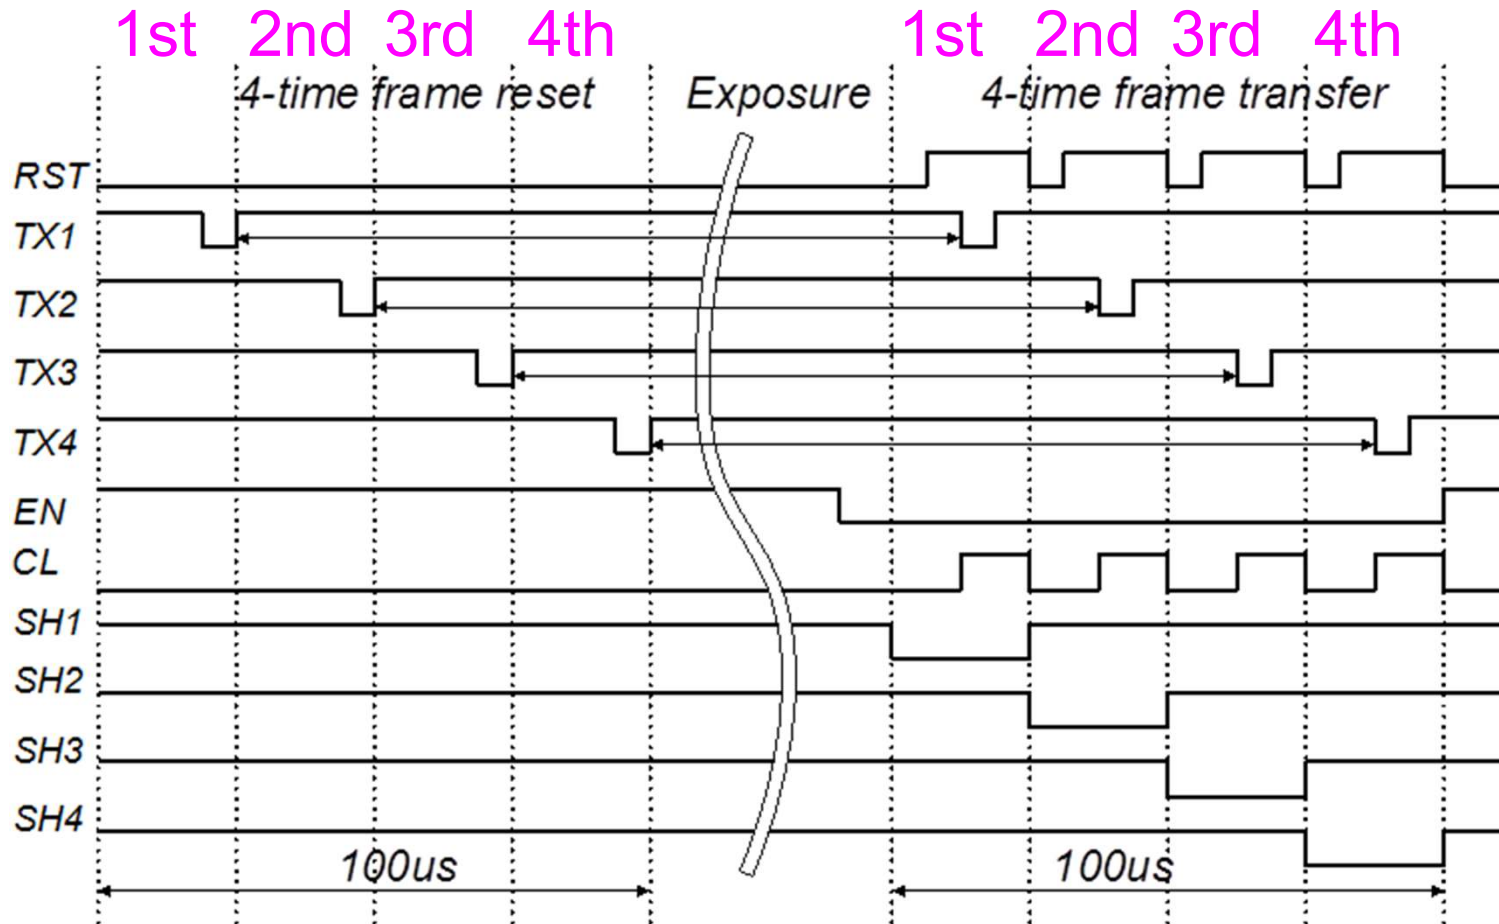 1st 2nd 3rd 4th 1st 2nd 3rd 4th
4-time frame reset Exposure 4-time frame transfer
RST
TX1
TX2
TX3
TX4
EN
CL
SH1
SH2
SH3
SH4
100us 100us